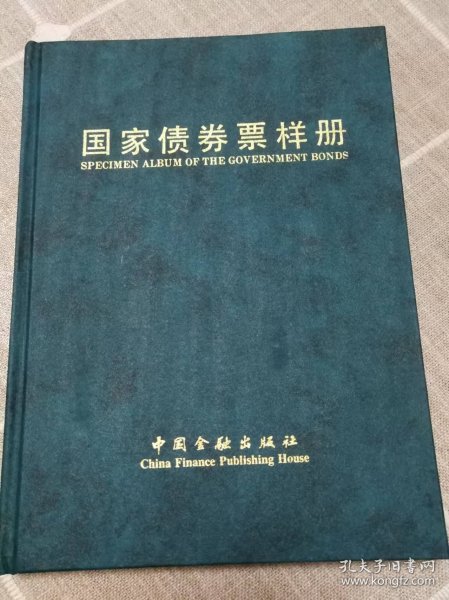 国家债券票样册
SPECIMEN ALBUM OF THE GOVERNMENT BONDS
中国金融出版社
China Finance Publishing House
孔夫子旧书网
www.kongfz.com